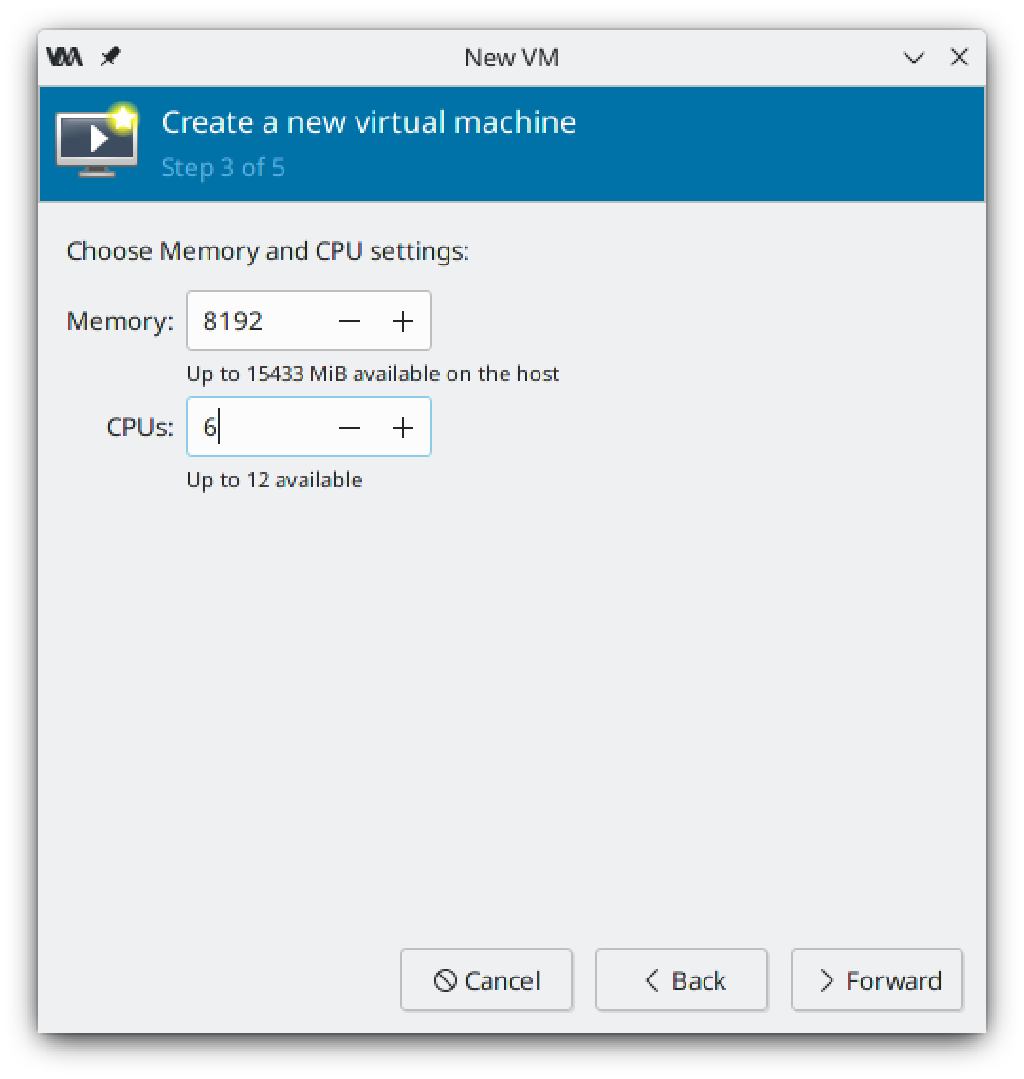 New VM
Create a new virtual machine
Step 3 of 5
Choose Memory and CPU settings:
Memory: 8192
Up to 15433 MiB available on the host
CPUs: 6
Up to 12 available
Cancel Back Forward